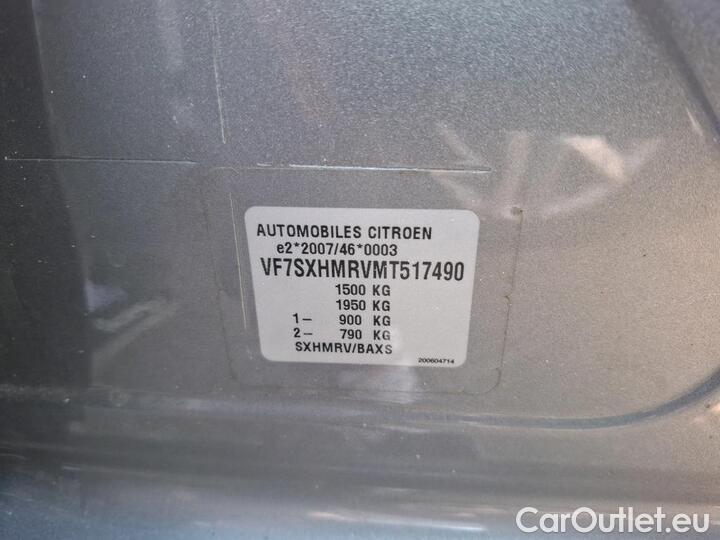 AUTOMOBILES CITROEN
e2*2007/46*0003
VF7SXHMRVMT517490
1500 KG
1950 KG
1- 900 KG
2- 790 KG
SXHMRV/BAXS
200604714
CarOutlet.eu